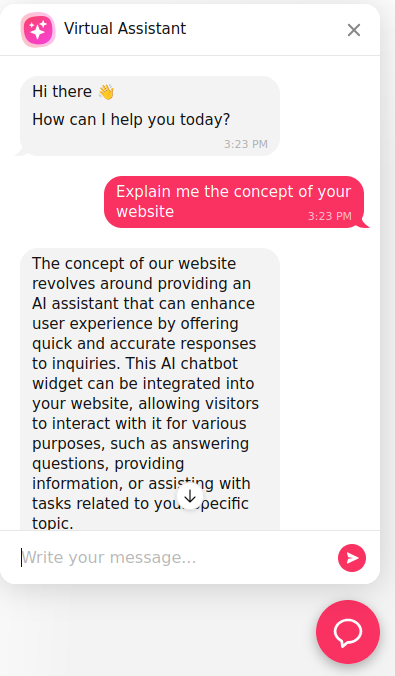 Virtual Assistant
Hi there 👋
How can I help you today?
3:23 PM
Explain me the concept of your
website
3:23 PM
The concept of our website
revolves around providing an
AI assistant that can enhance
user experience by offering
quick and accurate responses
to inquiries. This AI chatbot
widget can be integrated into
your website, allowing visitors
to interact with it for various
purposes, such as answering
questions, providing
information, or assisting with
tasks related to your specific
topic.
Write your message...